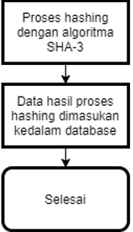 Proses hashing
dengan algoritma
SHA-3
Data hasil proses
hashing dimasukan
kedalam database
Selesai